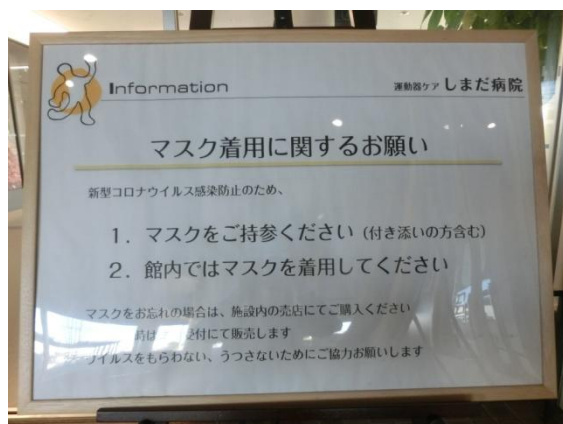 Information
運動器ケア しまだ病院
マスク着用に関するお願い
新型コロナウイルス感染防止のため、
1. マスクをご持参ください (付き添いの方含む)
2. 館内ではマスクを着用してください
マスクをお忘れの場合は、施設内の売店にてご購入ください
受付にて販売します
ウイルスをもらわない、うつさないためにご協力お願いします